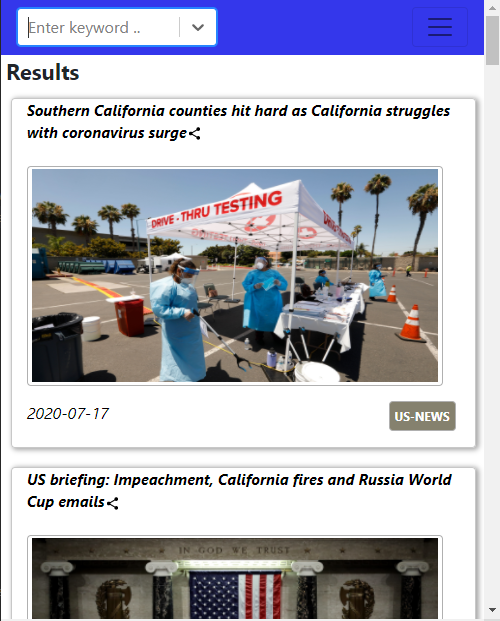 Enter keyword ..
Results
Southern California counties hit hard as California struggles
with coronavirus surge
DRIVE - THRU TESTING
2020-07-17
US-NEWS
US briefing: Impeachment, California fires and Russia World
Cup emails
IN GOD WE TRUST